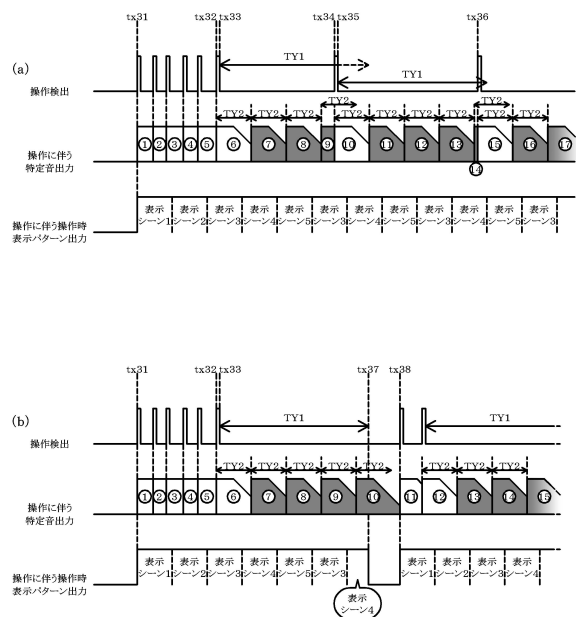 tx31 tx32 tx33 tx34 tx35 tx36
(a)
TY1
TY1
操作検出
TY2 TY2 TY2 TY2 TY2 TY2 TY2 TY2 TY2 TY2
操作に伴う
特定音出力
① ② ③ ④ ⑤ ⑥ ⑦ ⑧ ⑨ ⑩ ⑪ ⑫ ⑬ ⑭ ⑮ ⑯ ⑰
操作に伴う操作時
表示パターン出力
表示 表示 表示 表示 表示 表示 表示 表示 表示 表示 表示 表示
シーン1 シーン2 シーン3 シーン4 シーン5 シーン3 シーン4 シーン5 シーン3 シーン4 シーン5 シーン3
tx31 tx32 tx33 tx37 tx38
(b)
TY1 TY1
操作検出
TY2 TY2 TY2 TY2 TY2 TY2 TY2 TY2
操作に伴う
特定音出力
① ② ③ ④ ⑤ ⑥ ⑦ ⑧ ⑨ ⑩ ⑪ ⑫ ⑬ ⑭ ⑮
操作に伴う操作時
表示パターン出力
表示 表示 表示 表示 表示 表示 表示 表示 表示 表示
シーン1 シーン2 シーン3 シーン4 シーン5 シーン3 シーン1 シーン2 シーン3 シーン4
表示
シーン4